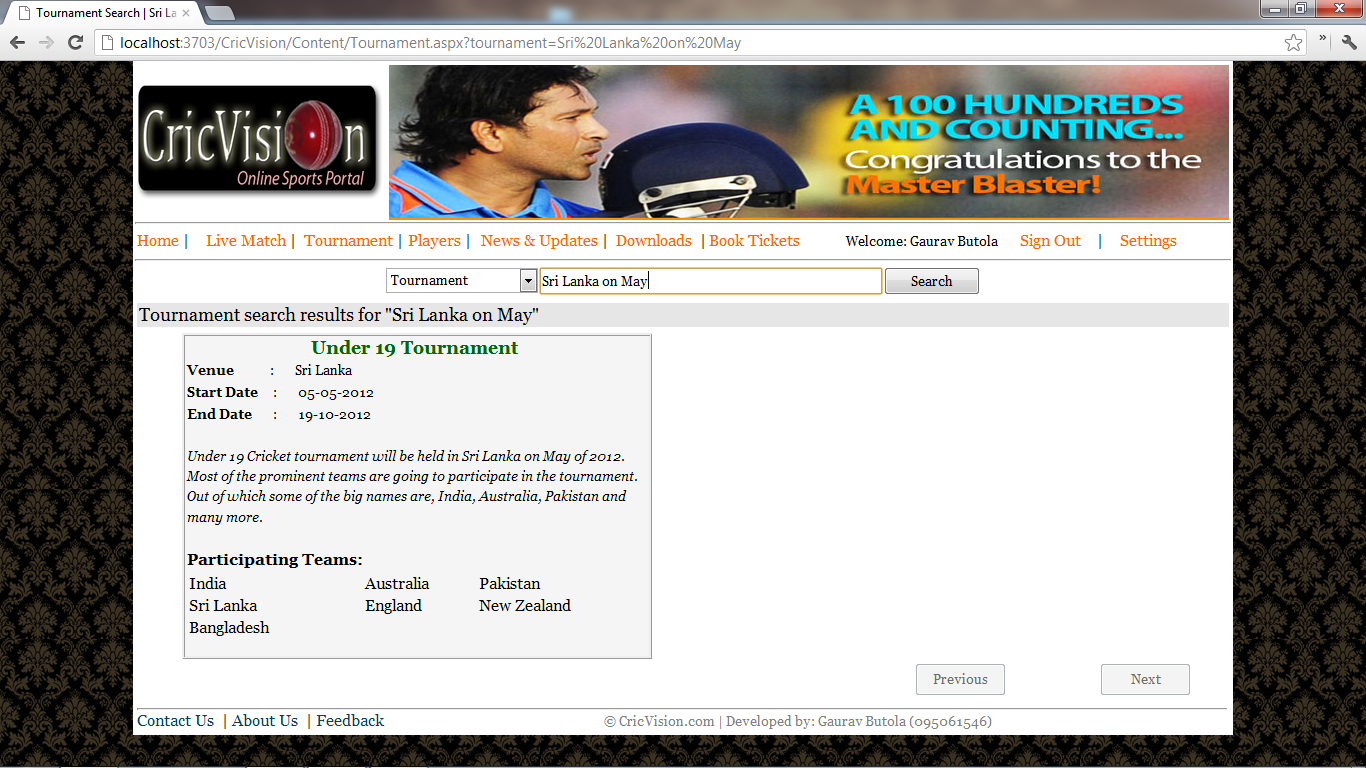 Tournament Search | Sri La
localhost:3703/CricVision/Content/Tournament.aspx?tournament=Sri%20Lanka%20on%20May
CricVision
Online Sports Portal
A 100 HUNDREDS
AND COUNTING...
Congratulations to the
Master Blaster!
Home | Live Match | Tournament | Players | News & Updates | Downloads | Book Tickets Welcome: Gaurav Butola Sign Out | Settings
Tournament Sri Lanka on May Search
Tournament search results for "Sri Lanka on May"
Under 19 Tournament
Venue : Sri Lanka
Start Date : 05-05-2012
End Date : 19-10-2012
Under 19 Cricket tournament will be held in Sri Lanka on May of 2012.
Most of the prominent teams are going to participate in the tournament.
Out of which some of the big names are, India, Australia, Pakistan and
many more.
Participating Teams:
India Australia Pakistan
Sri Lanka England New Zealand
Bangladesh
Previous Next
Contact Us | About Us | Feedback © CricVision.com | Developed by: Gaurav Butola (095061546)